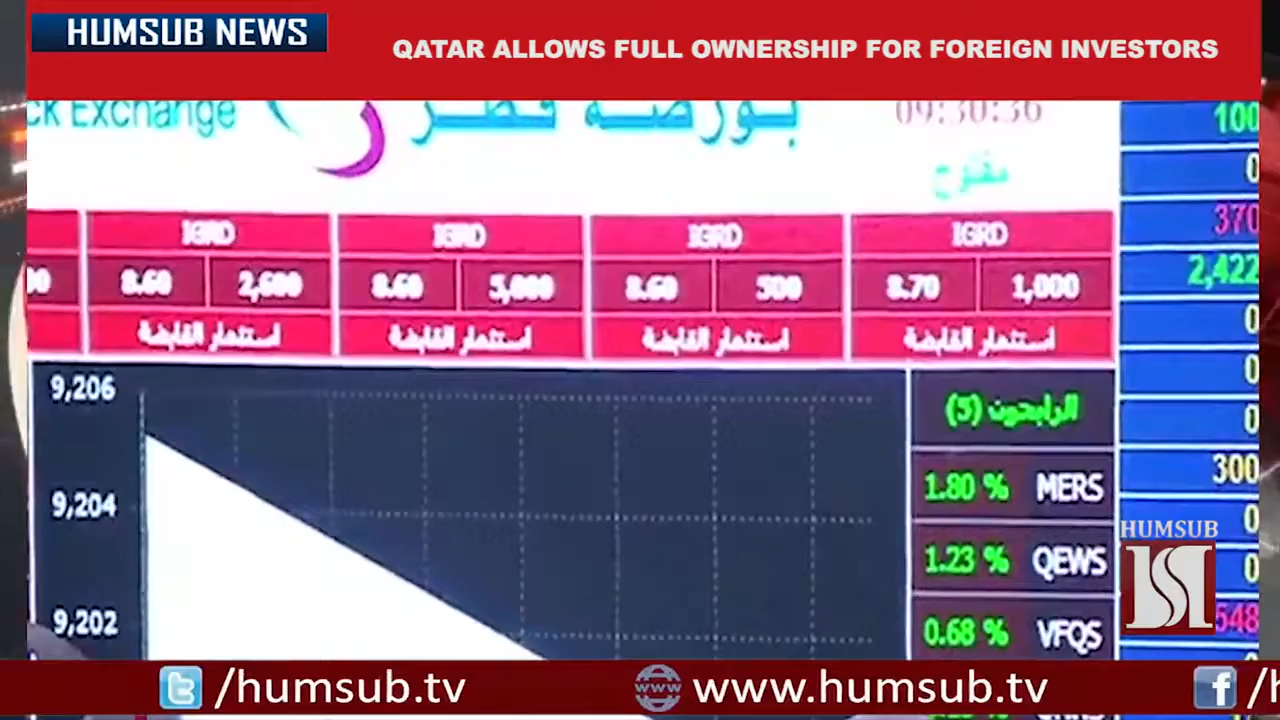 HUMSUB NEWS
QATAR ALLOWS FULL OWNERSHIP FOR FOREIGN INVESTORS
ck Exchange
بورصة قطر
09:30:36
مفتوح
100
0
370
2,422
0
0
0
300
0
0
548
IGRD IGRD IGRD IGRD
00 8.60 2,600 8.60 5,000 8.60 500 8.70 1,000
استثمار القابضة استثمار القابضة استثمار القابضة استثمار القابضة
9,206
9,204
9,202
الرابحون (5)
1.80 % MERS
1.23 % QEWS
0.68 % VFQS
HUMSUB
/humsub.tv
www.humsub.tv
/h